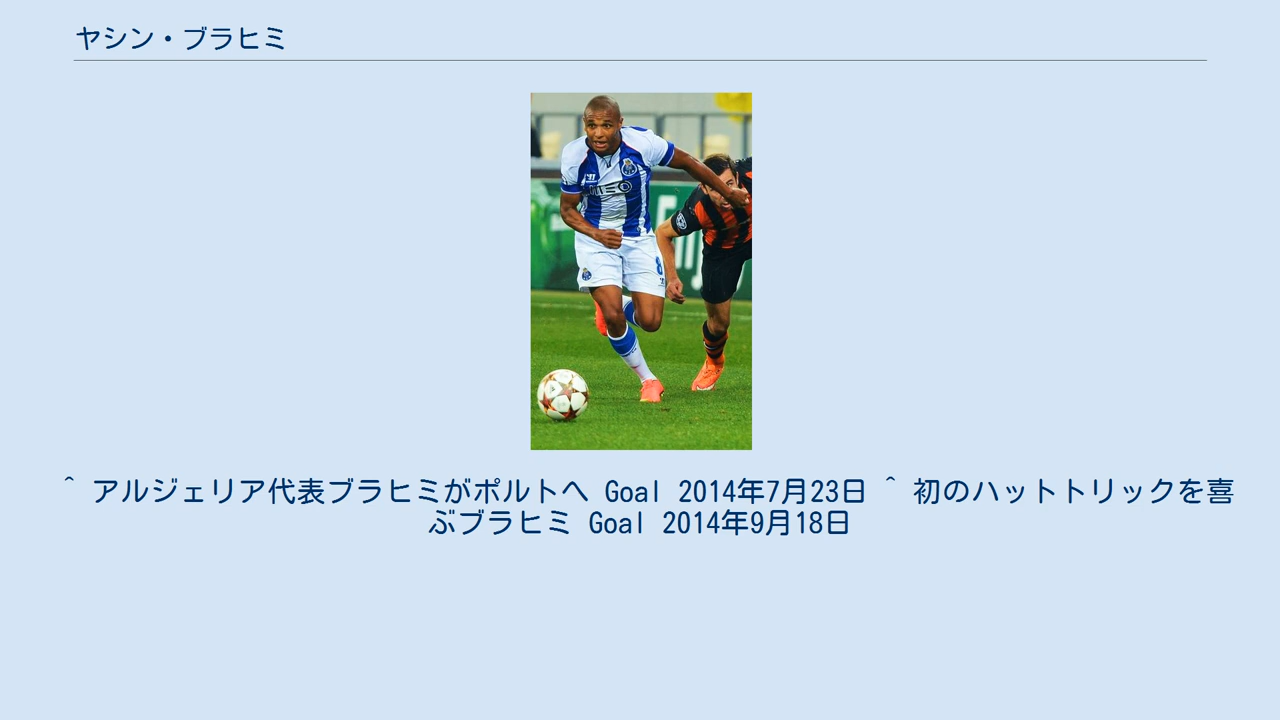 ヤシン・ブラヒミ
MEO
8
^ アルジェリア代表ブラヒミがポルトへ Goal 2014年7月23日 ^ 初のハットトリックを喜
ぶブラヒミ Goal 2014年9月18日